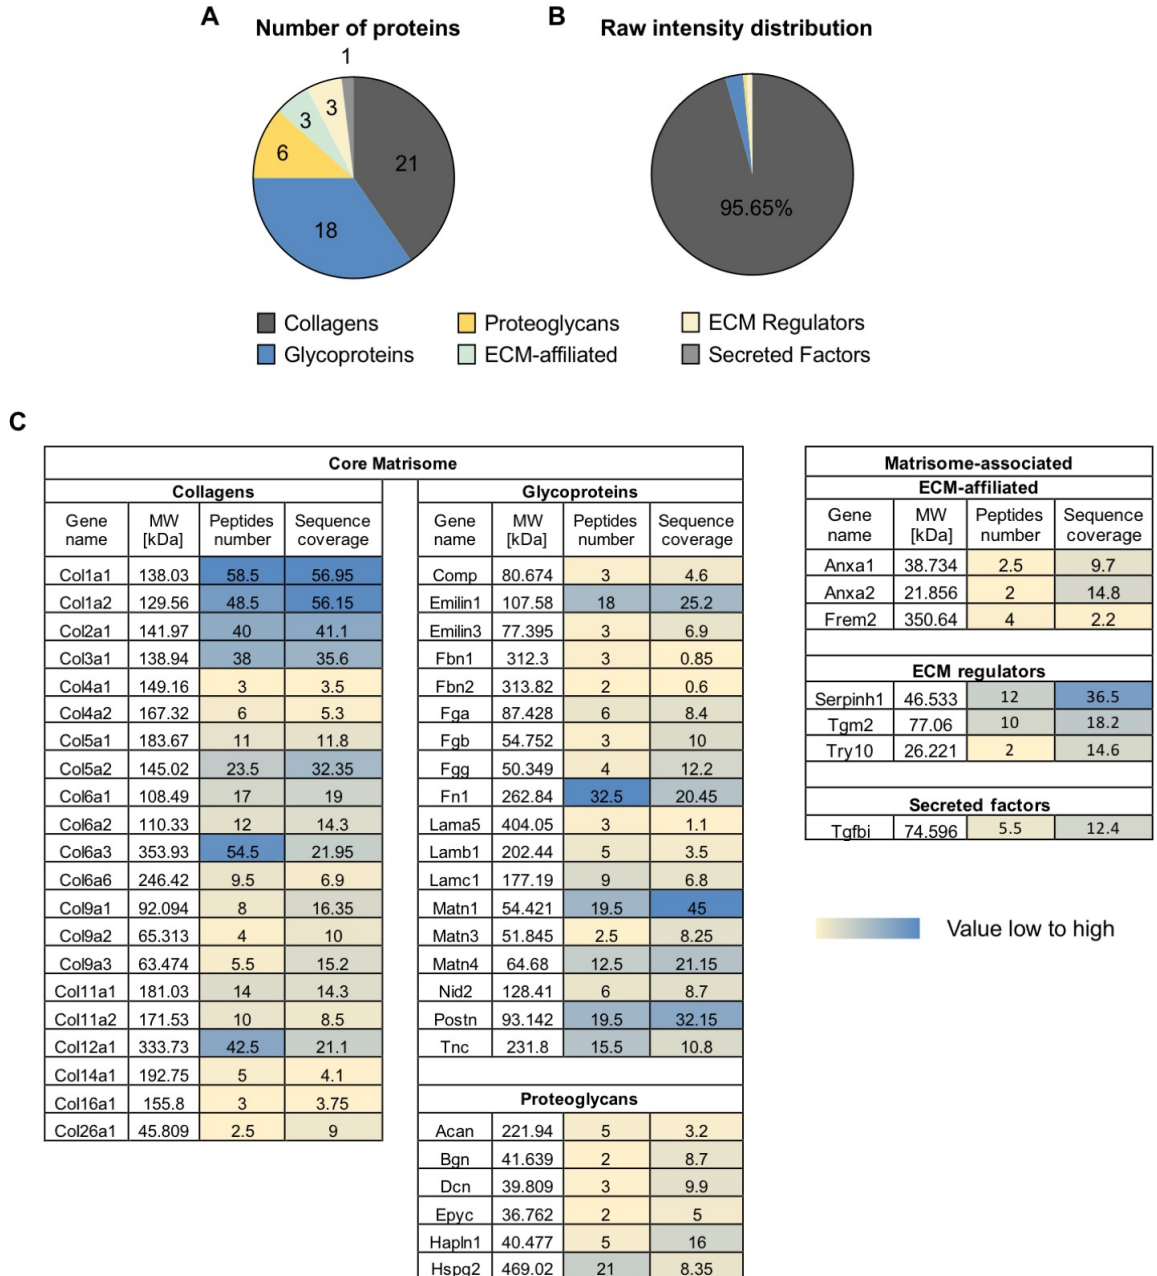 A
Number of proteins
1
3
3
6
21
18
B
Raw intensity distribution
95.65%
Collagens
Proteoglycans
ECM Regulators
Glycoproteins
ECM-affiliated
Secreted Factors
C
Core Matrisome
Collagens
Gene name MW [kDa] Peptides number Sequence coverage
Col1a1 138.03 58.5 56.95
Col1a2 129.56 48.5 56.15
Col2a1 141.97 40 41.1
Col3a1 138.94 38 35.6
Col4a1 149.16 3 3.5
Col4a2 167.32 6 5.3
Col5a1 183.67 11 11.8
Col5a2 145.02 23.5 32.35
Col6a1 108.49 17 19
Col6a2 110.33 12 14.3
Col6a3 353.93 54.5 21.95
Col6a6 246.42 9.5 6.9
Col9a1 92.094 8 16.35
Col9a2 65.313 4 10
Col9a3 63.474 5.5 15.2
Col11a1 181.03 14 14.3
Col11a2 171.53 10 8.5
Col12a1 333.73 42.5 21.1
Col14a1 192.75 5 4.1
Col16a1 155.8 3 3.75
Col26a1 45.809 2.5 9
Glycoproteins
Gene name MW [kDa] Peptides number Sequence coverage
Comp 80.674 3 4.6
Emilin1 107.58 18 25.2
Emilin3 77.395 3 6.9
Fbn1 312.3 3 0.85
Fbn2 313.82 2 0.6
Fga 87.428 6 8.4
Fgb 54.752 3 10
Fgg 50.349 4 12.2
Fn1 262.84 32.5 20.45
Lama5 404.05 3 1.1
Lamb1 202.44 5 3.5
Lamc1 177.19 9 6.8
Matn1 54.421 19.5 45
Matn3 51.845 2.5 8.25
Matn4 64.68 12.5 21.15
Nid2 128.41 6 8.7
Postn 93.142 19.5 32.15
Tnc 231.8 15.5 10.8
Proteoglycans
Acan 221.94 5 3.2
Bgn 41.639 2 8.7
Dcn 39.809 3 9.9
Epyc 36.762 2 5
Hapln1 40.477 5 16
Hspg2 469.02 21 8.35
Matrisome-associated
ECM-affiliated
Gene name MW [kDa] Peptides number Sequence coverage
Anxa1 38.734 2.5 9.7
Anxa2 21.856 2 14.8
Frem2 350.64 4 2.2
ECM regulators
Serpinh1 46.533 12 36.5
Tgm2 77.06 10 18.2
Try10 26.221 2 14.6
Secreted factors
Tgfbi 74.596 5.5 12.4
Value low to high